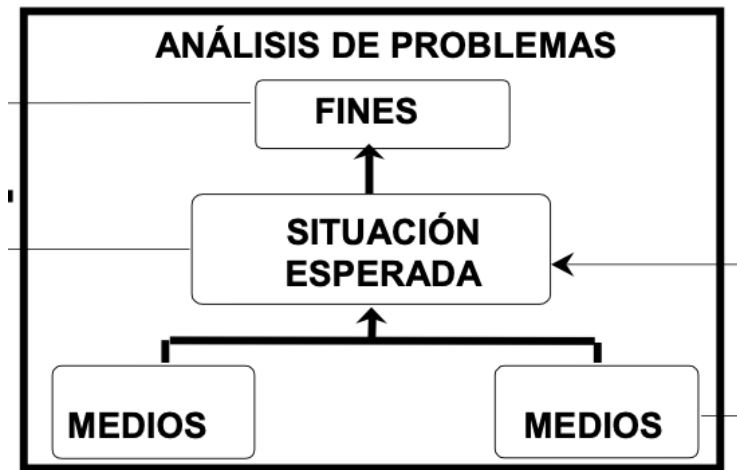 ANÁLISIS DE PROBLEMAS
FINES
SITUACIÓN
ESPERADA
MEDIOS
MEDIOS